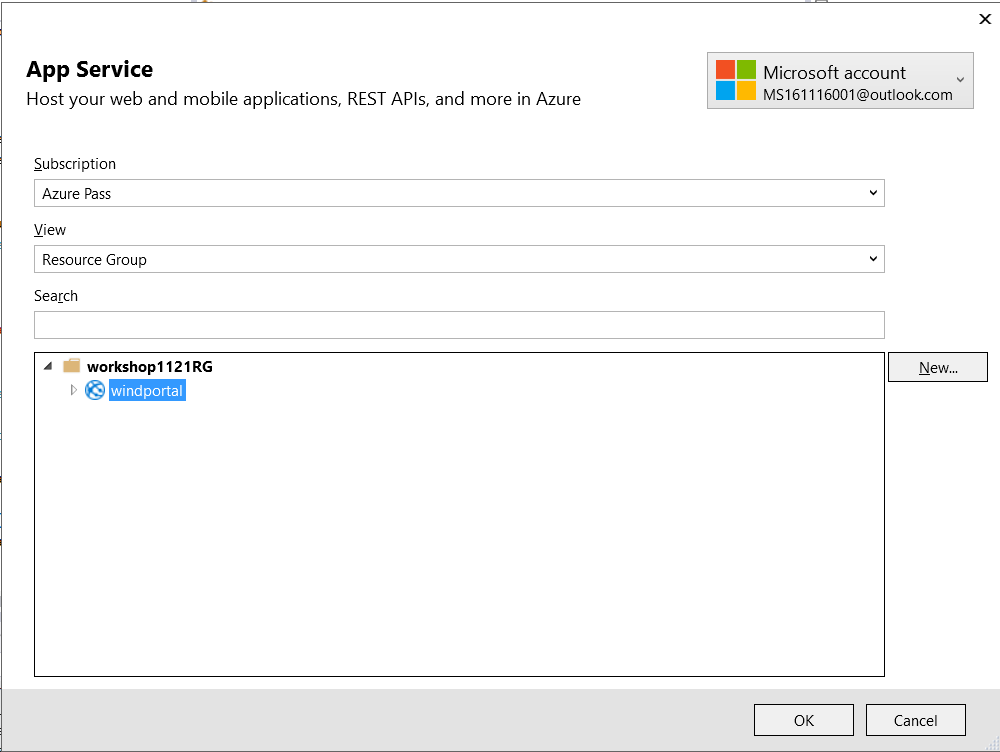 App Service
Host your web and mobile applications, REST APIs, and more in Azure
Microsoft account
MS161116001@outlook.com
Subscription
Azure Pass
View
Resource Group
Search
workshop1121RG
windportal
New...
OK
Cancel